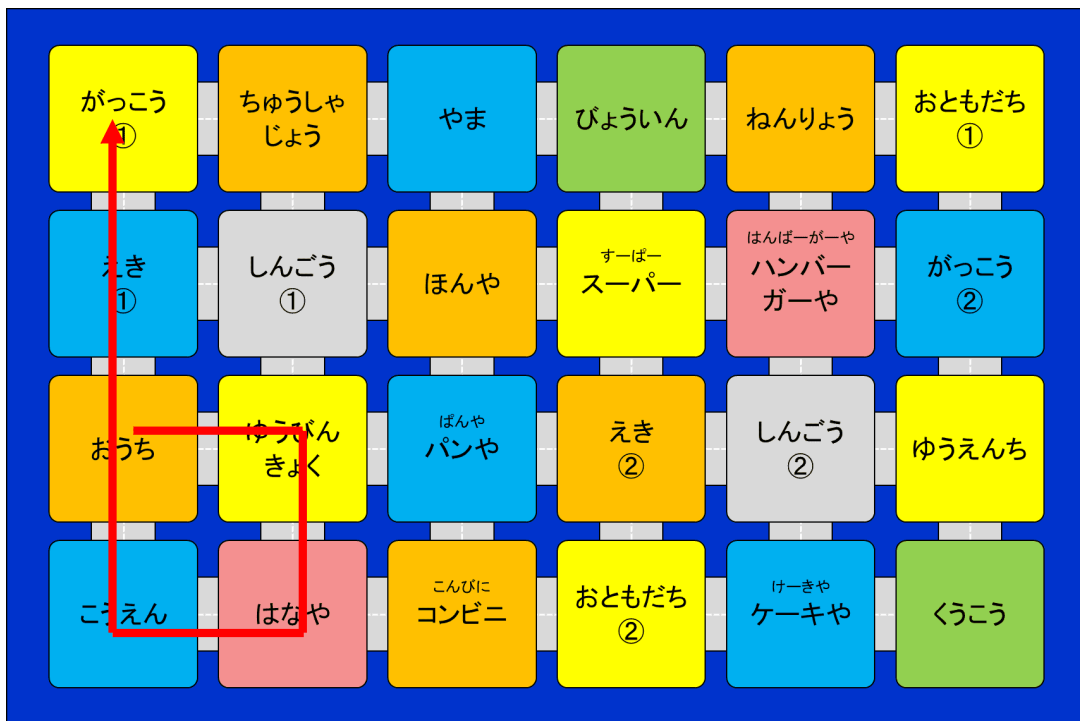 がっこう
①
ちゅうしゃ
じょう
やま
びょういん
ねんりょう
おともだち
①
えき
①
しんごう
①
ほんや
すーぱー
スーパー
はんばーがーや
ハンバー
ガーや
がっこう
②
おうち
ゆうびん
きょく
ぱんや
パンや
えき
②
しんごう
②
ゆうえんち
こうえん
はなや
こんびに
コンビニ
おともだち
②
けーきや
ケーキや
くうこう